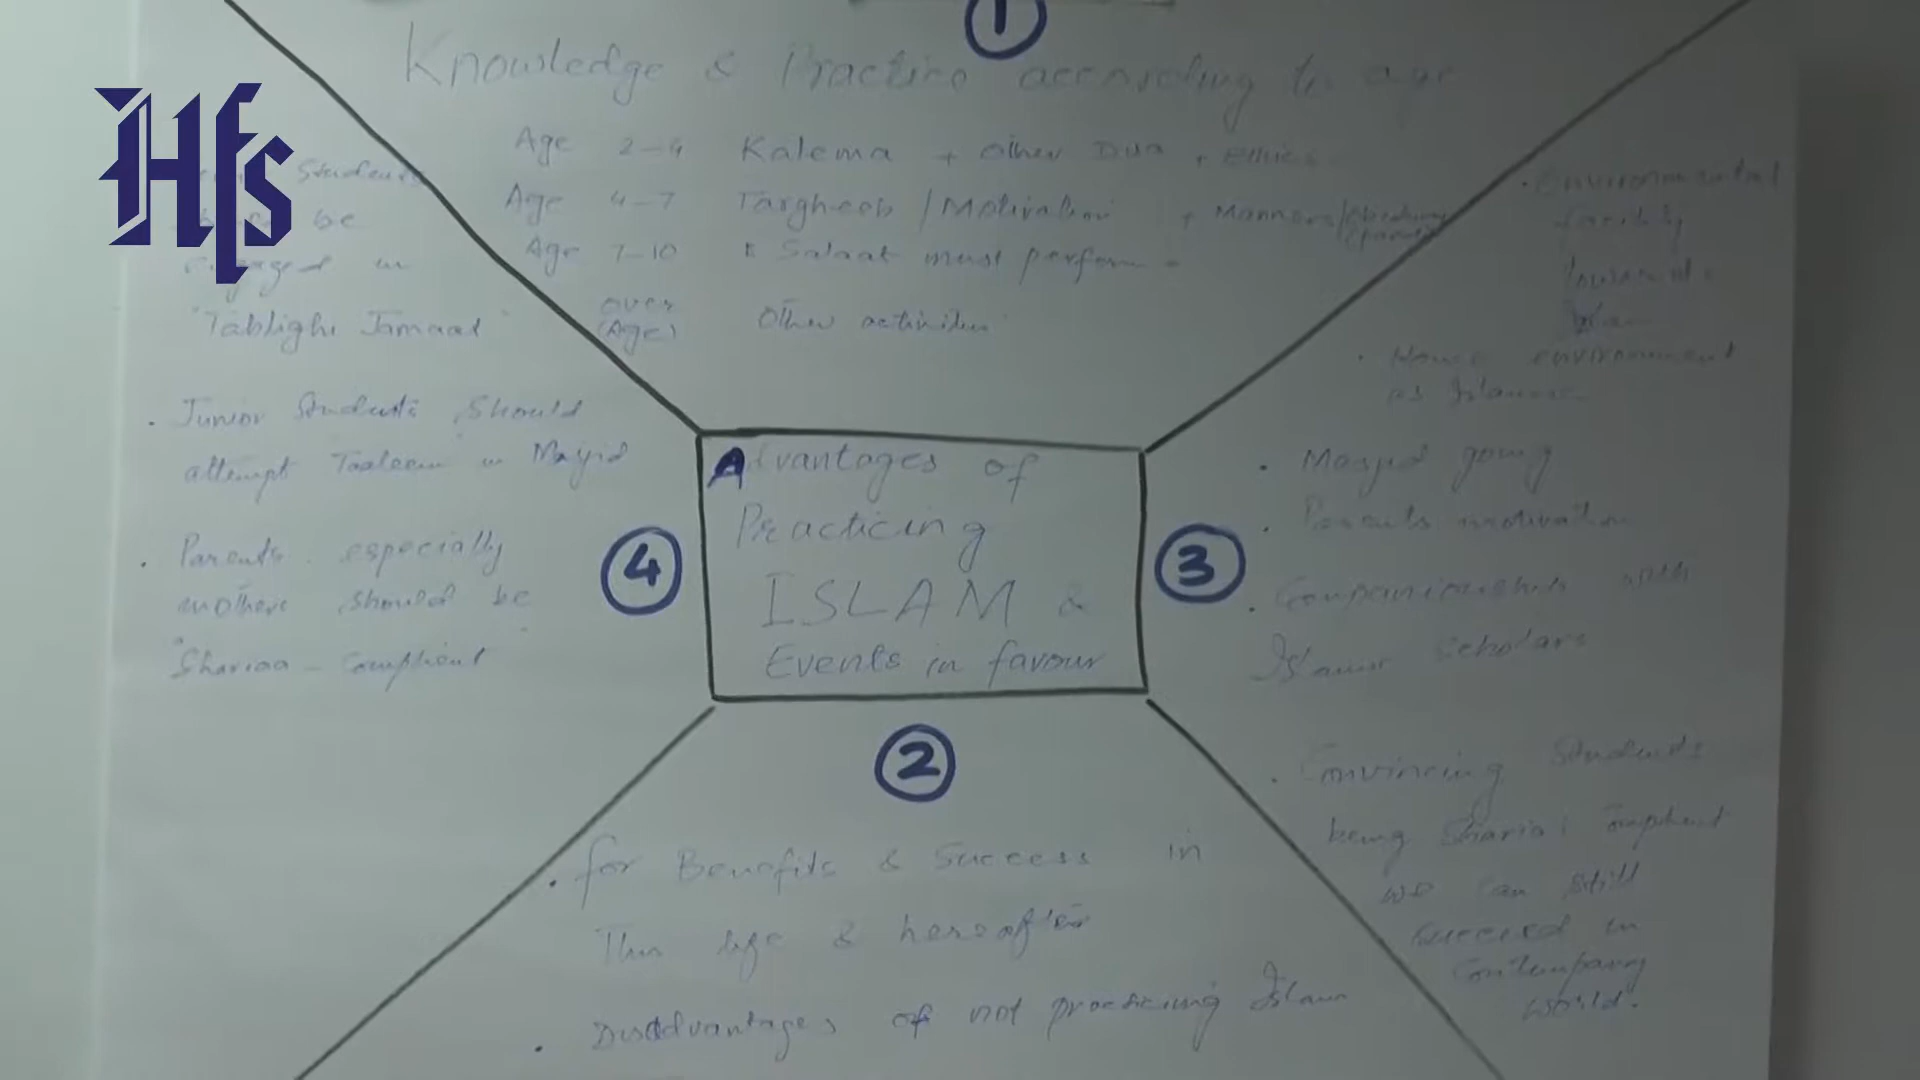 1
Knowledge & Practice according to age
Age 2-4 Kalema + Other Dua + Ethics
Age 4-7 Targheeb / Motivation + Manners /
Age 7-10 Salaat must perform
over (Age) Other activities
Hfs
Students
be
engaged in
"Tablighi Jamaat"
. Junior Students should
attempt Taaleem in Masjid
. Parents especially
mothers should be
"Shariaa - Compliant"
4
Advantages of
Practicing
ISLAM &
Events in favour
3
. Environmental
. Home environment
as Islamic
. Masjid going
. Parents motivation
. Companionship with
Islamic Scholars
. Convincing Students
being Sharia Compliant
we can still
succeed in
Contempary
world.
2
. for Benefits & Success in
This life & hereafter
. Disadvantages of not practicing Islam